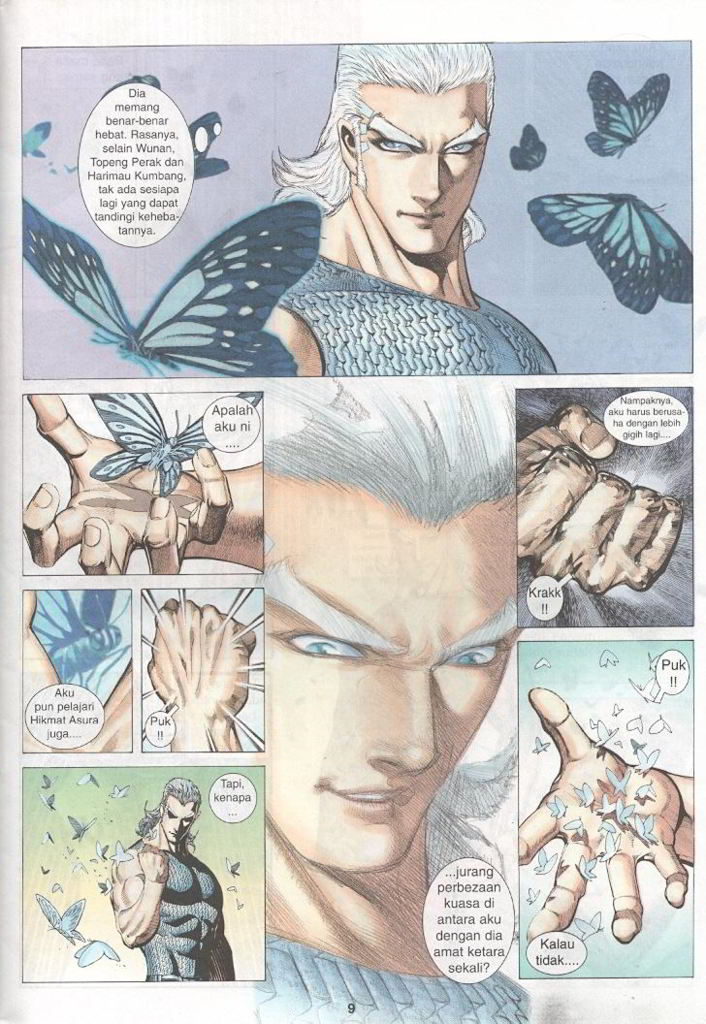 Dia
memang
benar-benar
hebat. Rasanya,
selain Wunan,
Topeng Perak dan
Harimau Kumbang,
tak ada sesiapa
lagi yang dapat
tandingi keheba-
tannya.
Apalah
aku ni
....
Aku
pun pelajari
Hikmat Asura
juga....
Puk
!!
Tapi,
kenapa
...
...jurang
perbezaan
kuasa di
antara aku
dengan dia
amat ketara
sekali?
Nampaknya,
aku harus berusa-
ha dengan lebih
gigih lagi....
Krakk
!!
Puk
!!
Kalau
tidak....
9